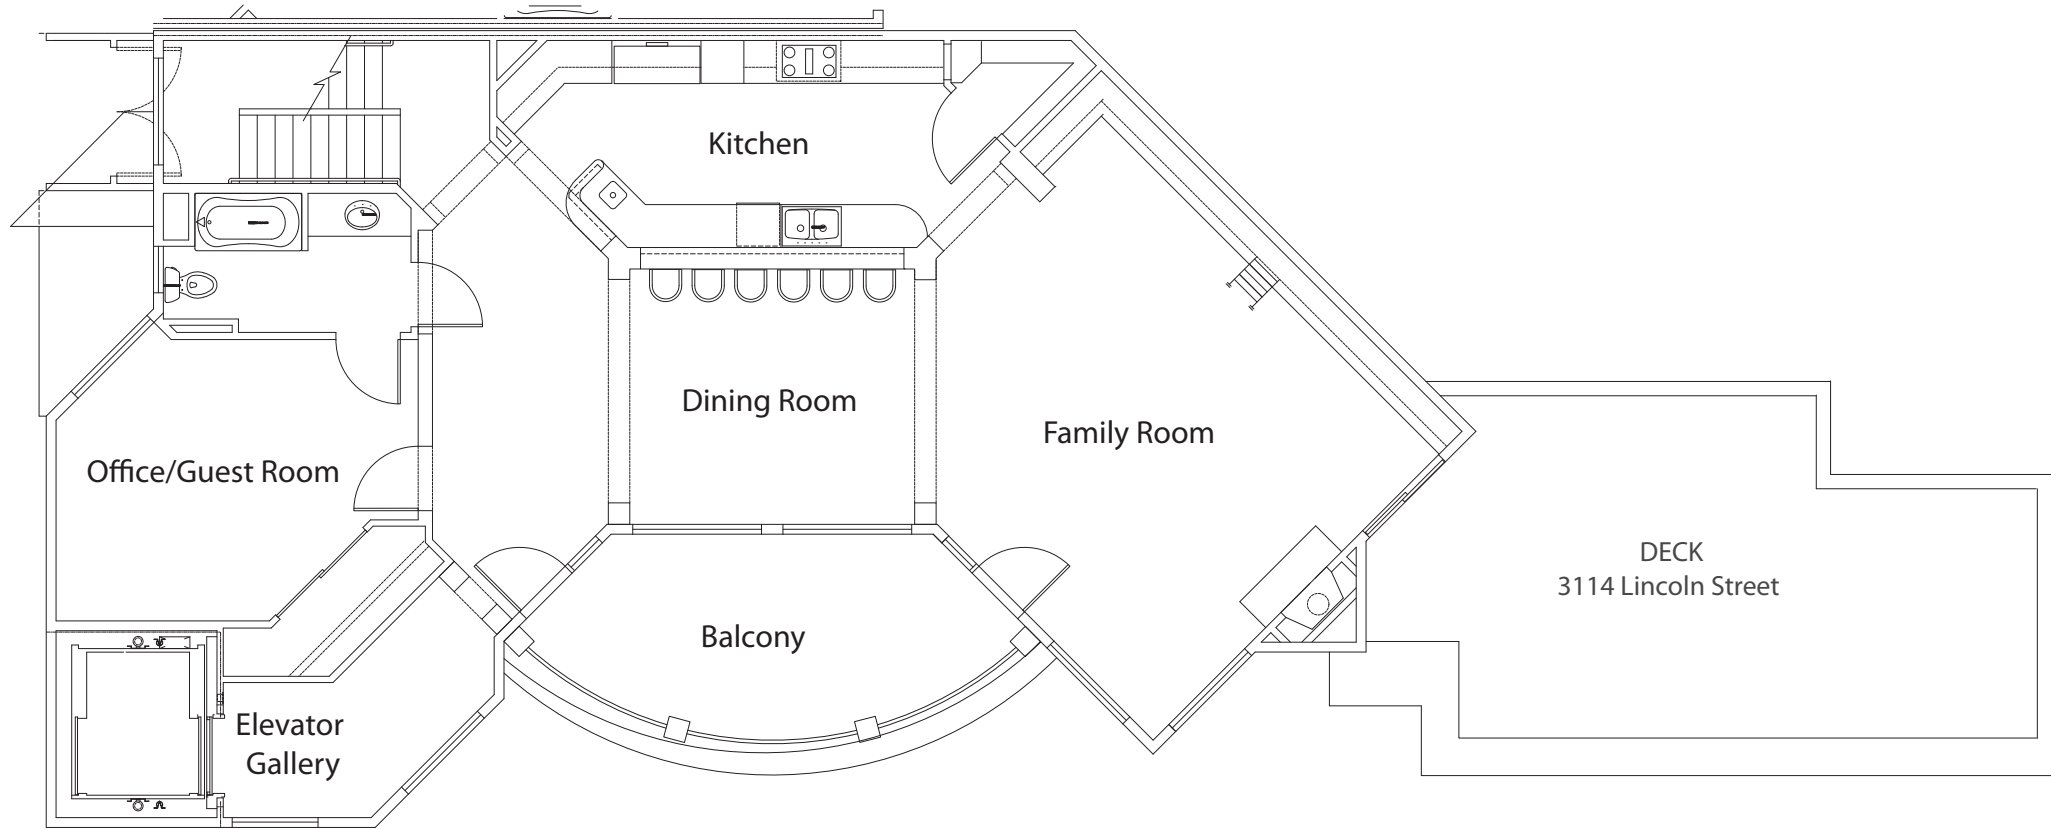 Kitchen
Dining Room
Family Room
Office/Guest Room
DECK
3114 Lincoln Street
Balcony
Elevator
Gallery